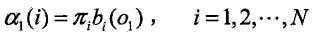 α₁(i) = πᵢbᵢ(o₁) ,    i = 1,2,⋯,N